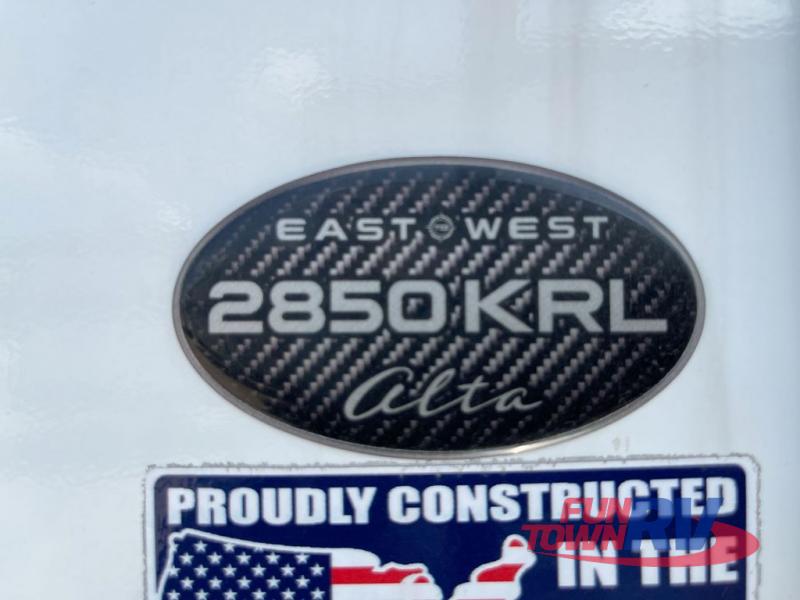 EAST WEST
2850KRL
alta
PROUDLY CONSTRUCTED
IN THE
FUN TOWN RV